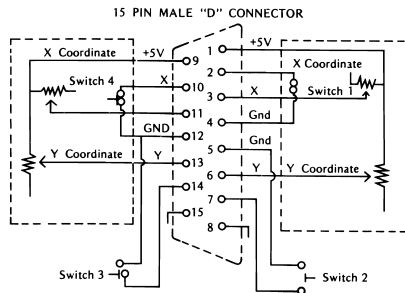 15 PIN MALE “D” CONNECTOR
X Coordinate
+5V
9
1
+5V
Switch 4
X
10
2
X Coordinate
3
X
Switch 1
11
4
Gnd
GND
12
5
Gnd
Y Coordinate
Y
13
6
Y
Y Coordinate
14
7
15
8
Switch 3
Switch 2